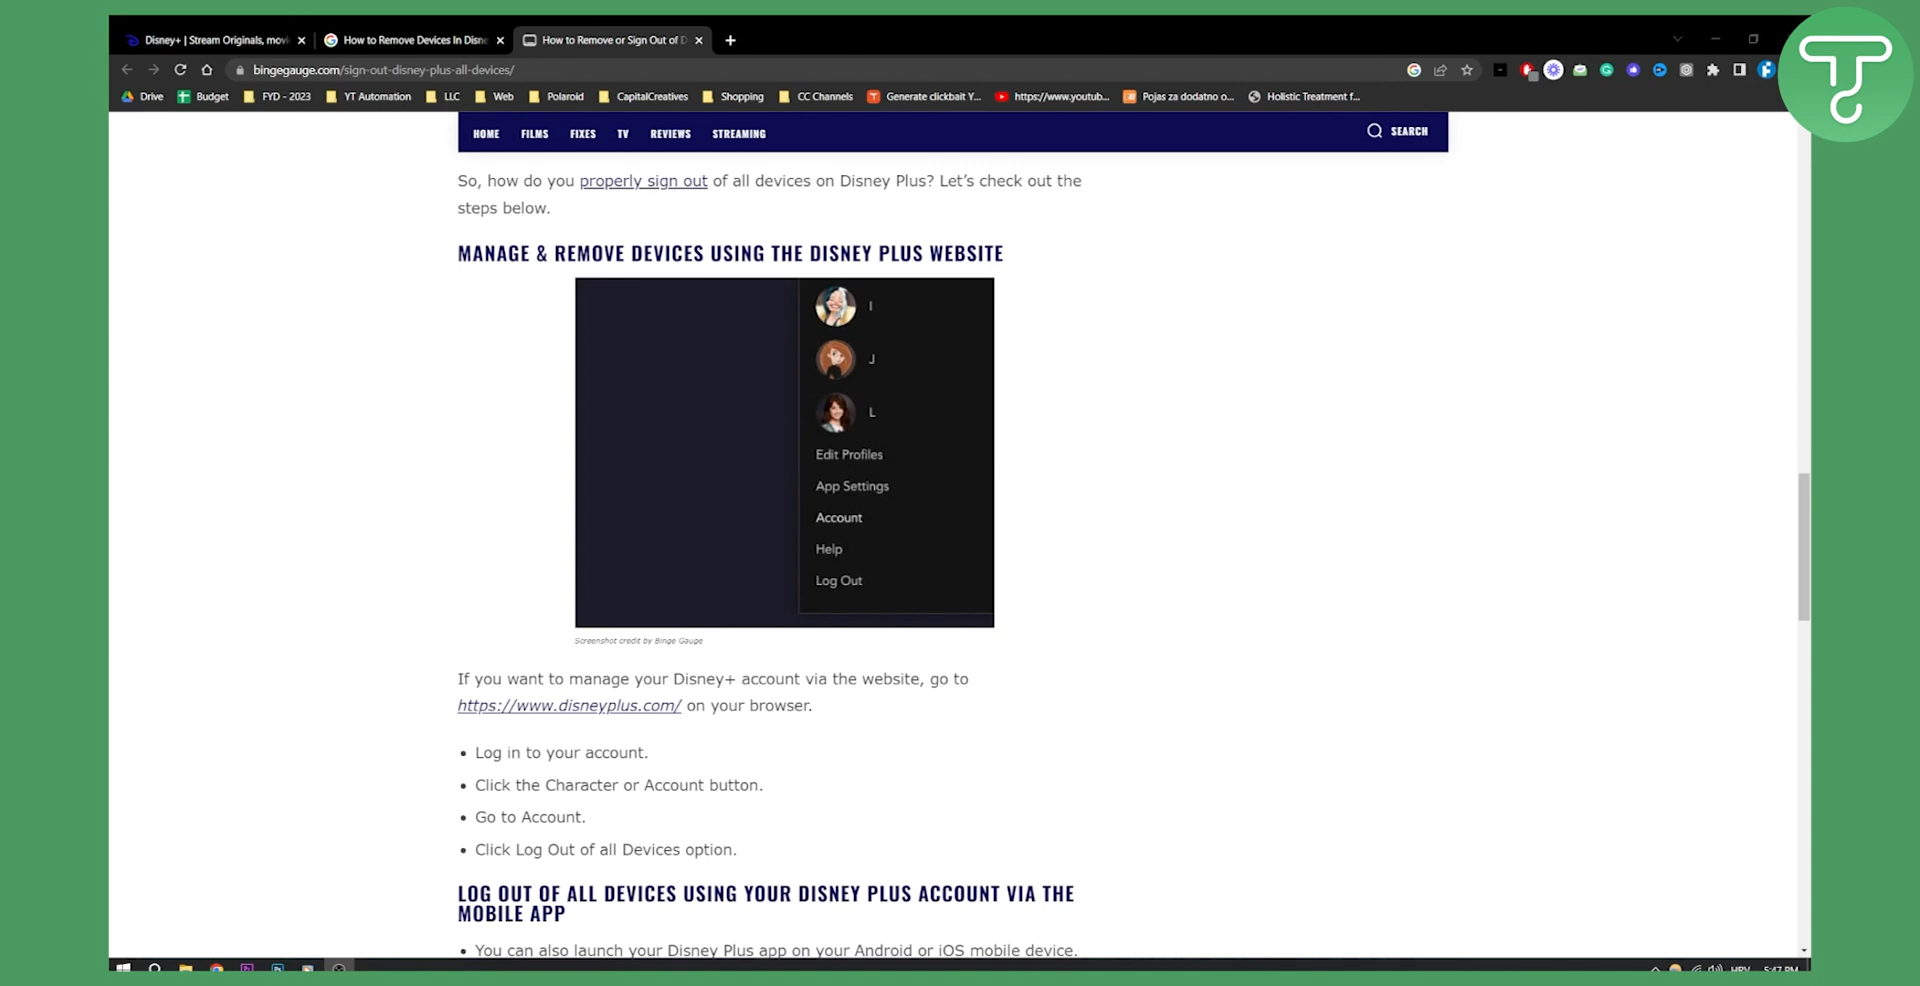 Disney+ | Stream Originals, movi
How to Remove Devices In Disne
How to Remove or Sign Out of D
bingegauge.com/sign-out-disney-plus-all-devices/
Drive
Budget
FYD - 2023
YT Automation
LLC
Web
Polaroid
CapitalCreatives
Shopping
CC Channels
Generate clickbait Y...
https://www.youtub...
Pojas za dodatno o...
Holistic Treatment f...
HOME FILMS FIXES TV REVIEWS STREAMING SEARCH
So, how do you properly sign out of all devices on Disney Plus? Let's check out the
steps below.
MANAGE & REMOVE DEVICES USING THE DISNEY PLUS WEBSITE
I
J
L
Edit Profiles
App Settings
Account
Help
Log Out
Screenshot credit by Binge Gauge
If you want to manage your Disney+ account via the website, go to
https://www.disneyplus.com/ on your browser.
• Log in to your account.
• Click the Character or Account button.
• Go to Account.
• Click Log Out of all Devices option.
LOG OUT OF ALL DEVICES USING YOUR DISNEY PLUS ACCOUNT VIA THE
MOBILE APP
• You can also launch your Disney Plus app on your Android or iOS mobile device.
HRV 5:47 PM